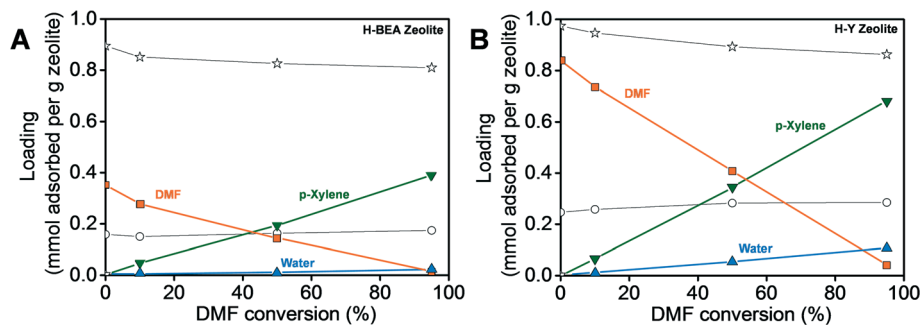 A
H-BEA Zeolite
Loading
(mmol adsorbed per g zeolite)
1.0
0.8
0.6
0.4
0.2
0.0
DMF
p-Xylene
Water
0 20 40 60 80 100
DMF conversion (%)
B
H-Y Zeolite
Loading
(mmol adsorbed per g zeolite)
1.0
0.8
0.6
0.4
0.2
0.0
DMF
p-Xylene
Water
0 20 40 60 80 100
DMF conversion (%)